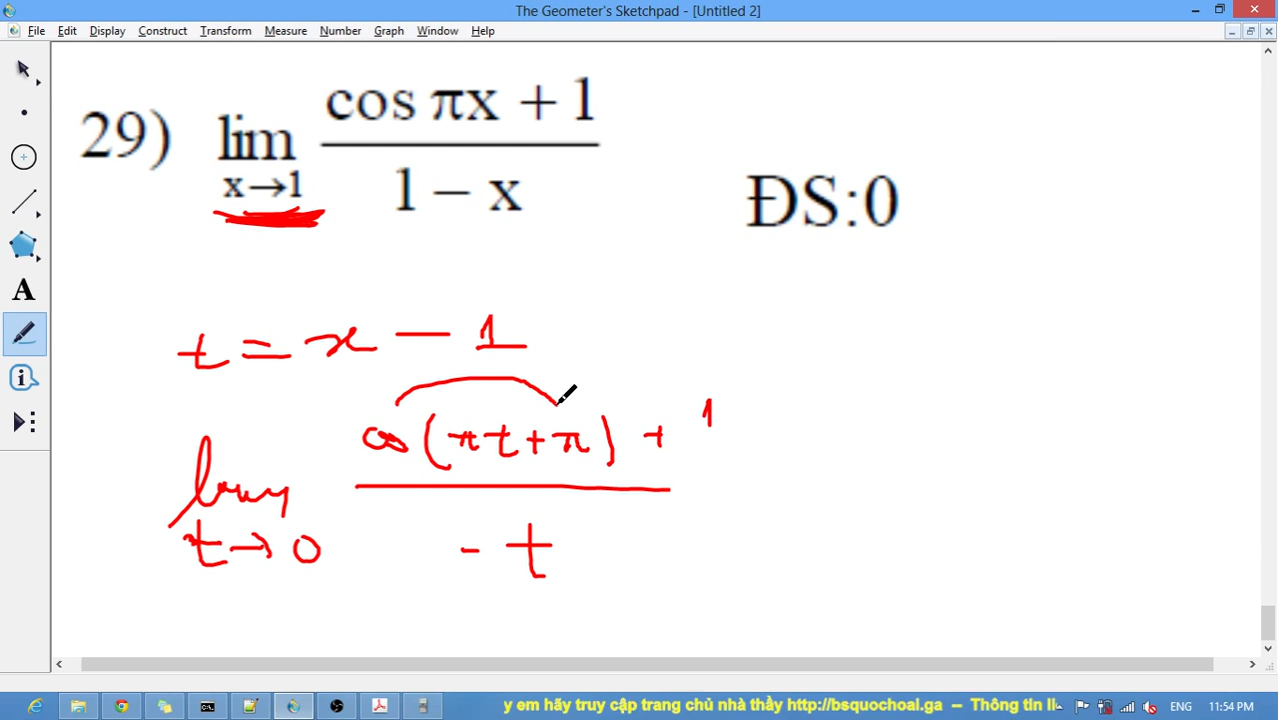 The Geometer's Sketchpad - [Untitled 2]
File Edit Display Construct Transform Measure Number Graph Window Help
29) lim x→1 cos πx + 1 / 1 − x
ĐS:0
t = x − 1
lim t→0 cos(πt+π) + 1 / - t
A
y em hãy truy cập trang chủ nhà thầy http://bsquochoai.ga -- Thông tin li
ENG 11:54 PM